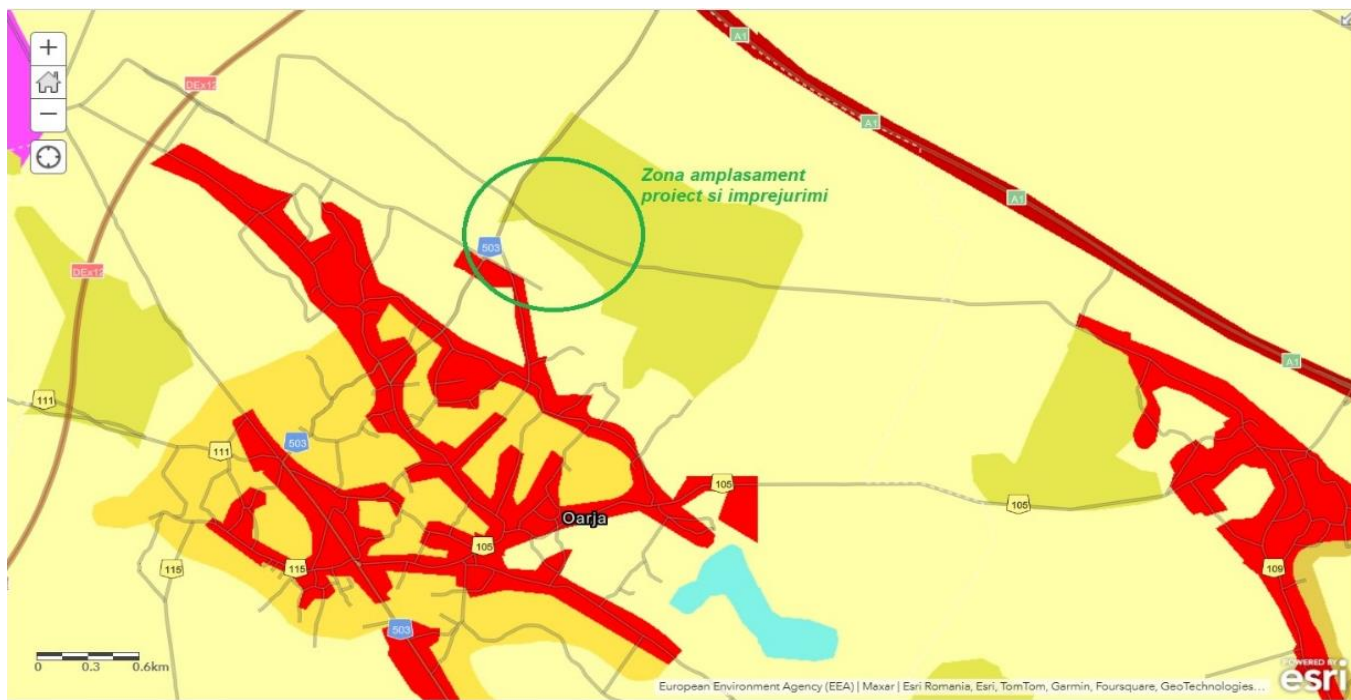 +
−
DEx12
DEx12
A1
A1
A1
A1
Zona amplasament
proiect si imprejurimi
503
111
503
111
105
105
Oarja
105
115
115
109
503
0 0.3 0.6km
European Environment Agency (EEA) | Maxar | Esri Romania, Esri, TomTom, Garmin, Foursquare, GeoTechnologies...
POWERED BY
esri